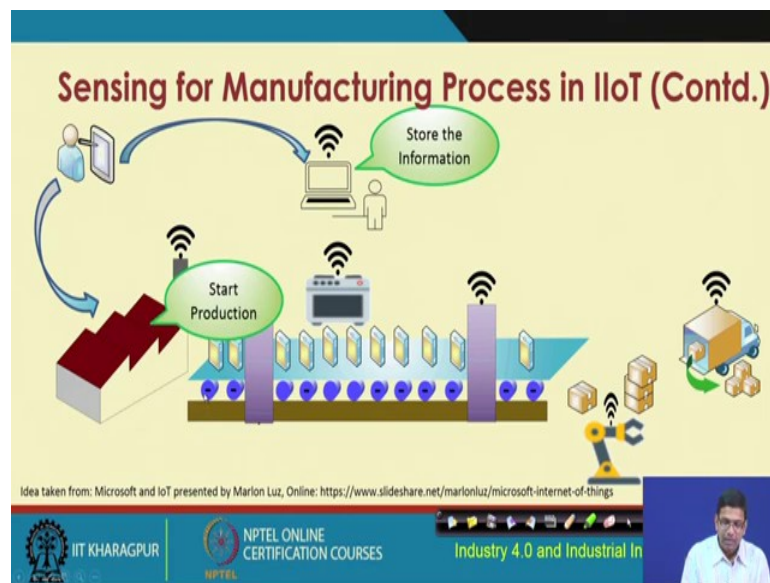 Sensing for Manufacturing Process in IIoT (Contd.)
Store the
Information
Start
Production
Idea taken from: Microsoft and IoT presented by Marlon Luz, Online: https://www.slideshare.net/marlonluz/microsoft-internet-of-things
IIT KHARAGPUR
NPTEL
NPTEL ONLINE
CERTIFICATION COURSES
Industry 4.0 and Industrial In